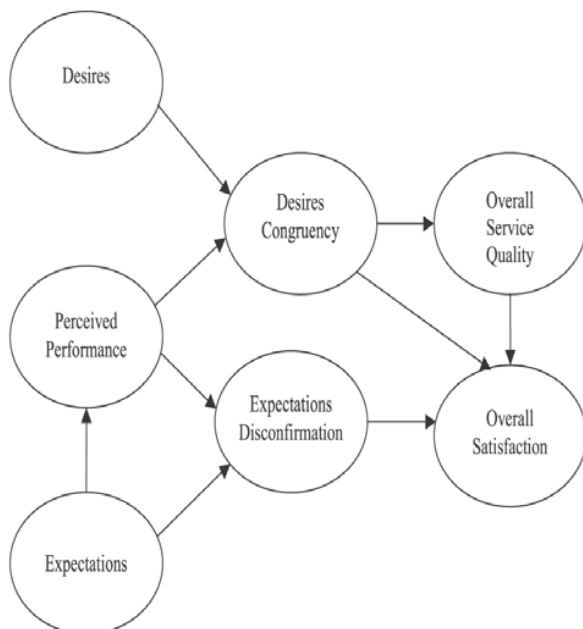 Desires
Desires
Congruency
Overall
Service
Quality
Perceived
Performance
Expectations
Disconfirmation
Overall
Satisfaction
Expectations